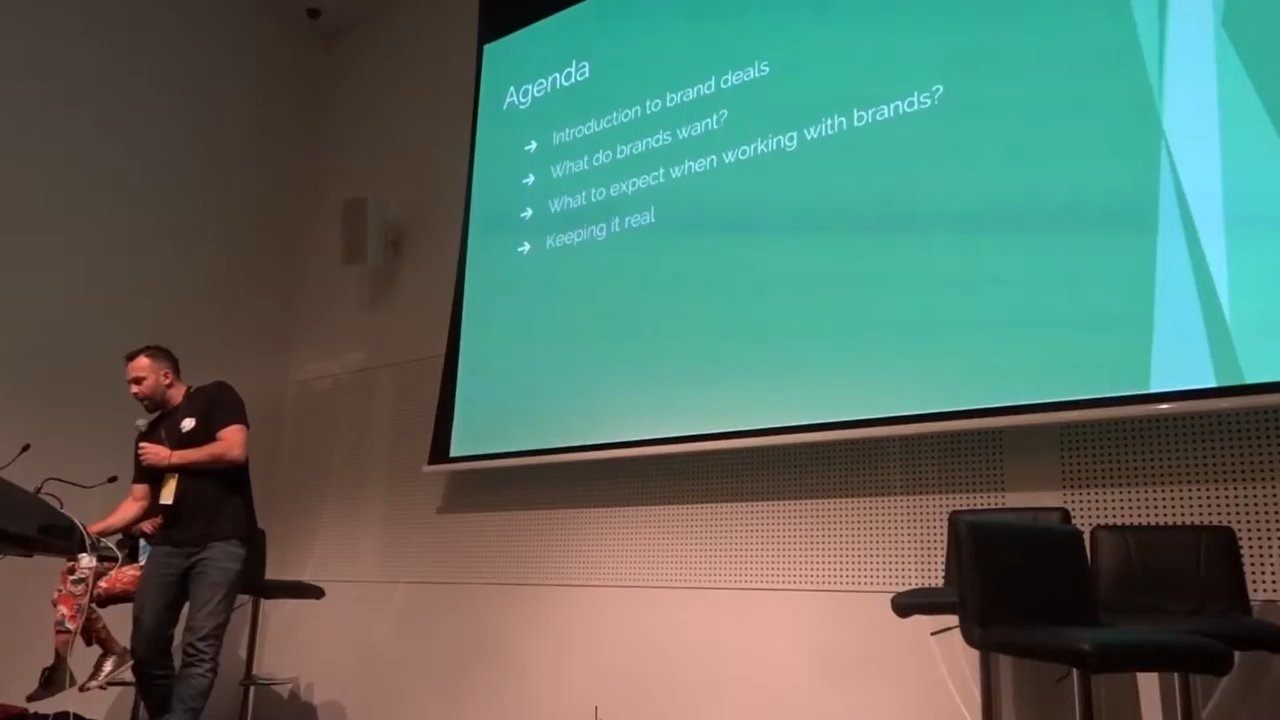 Agenda
→ Introduction to brand deals
→ What do brands want?
→ What to expect when working with brands?
→ Keeping it real